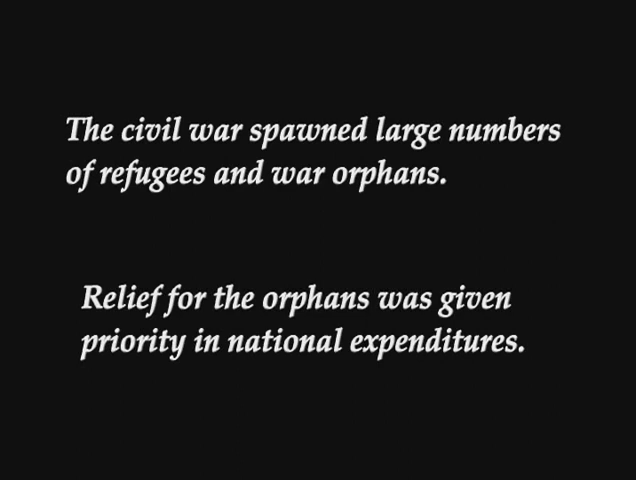 The civil war spawned large numbers
of refugees and war orphans.
Relief for the orphans was given
priority in national expenditures.